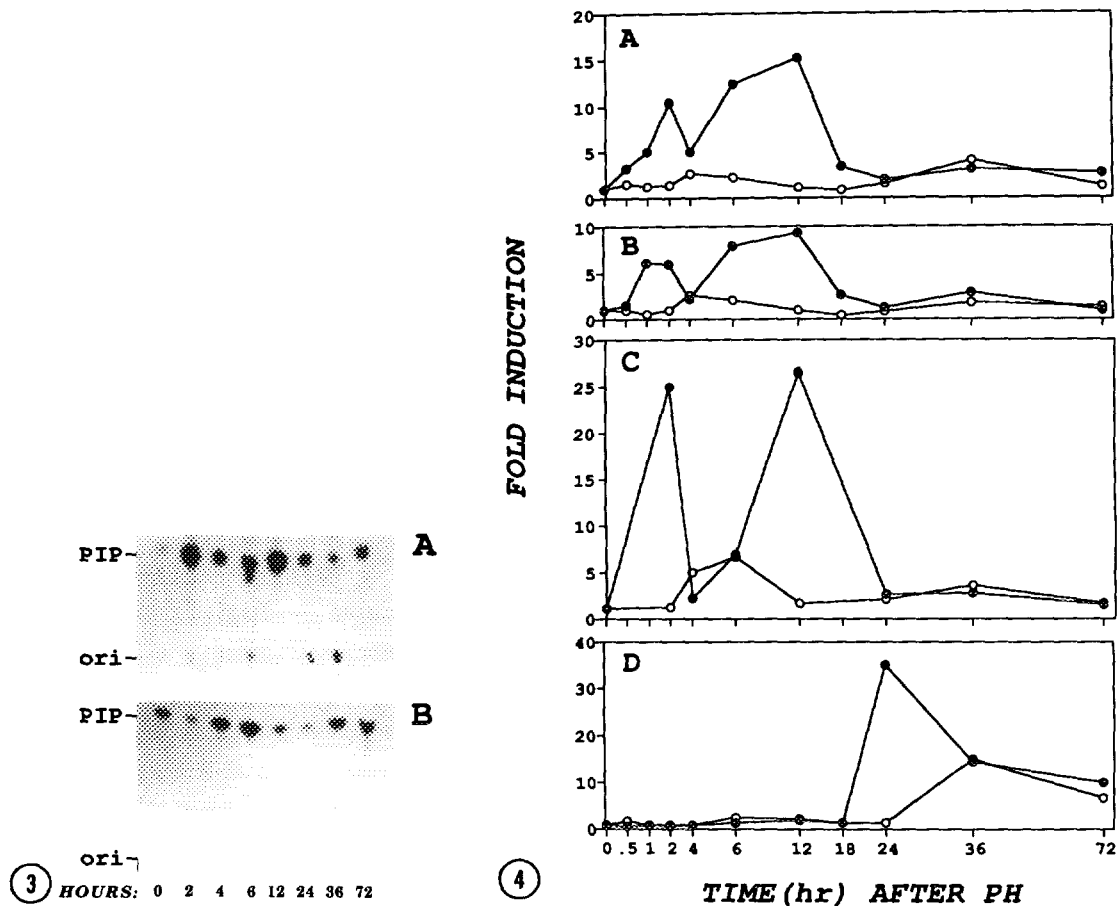 PIP-
A
ori-
PIP-
B
ori-
3 HOURS: 0 2 4 6 12 24 36 72
FOLD INDUCTION
20
A
15
10
5
0
10
B
5
0
30
C
25
20
15
10
5
0
40
D
30
20
10
0
0 .5 1 2 4 6 12 18 24 36 72
4 TIME(hr) AFTER PH